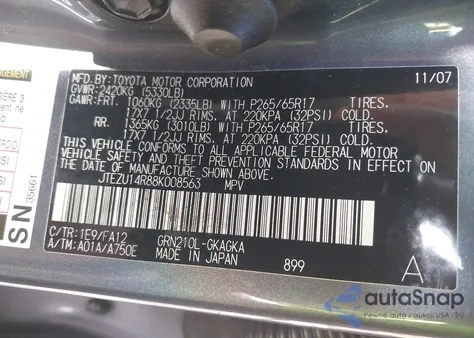 MFD.BY:TOYOTA MOTOR CORPORATION 11/07
GVWR: 2420KG (5330LB)
GAWR:FRT. 1060KG (2335LB) WITH P265/65R17 TIRES.
17X7 1/2JJ RIMS, AT 220KPA (32PSI) COLD.
RR. 1365KG (3010LB) WITH P265/65R17 TIRES.
17X7 1/2JJ RIMS, AT 220KPA (32PSI) COLD.
THIS VEHICLE CONFORMS TO ALL APPLICABLE FEDERAL MOTOR
VEHICLE SAFETY AND THEFT PREVENTION STANDARDS IN EFFECT ON
THE DATE OF MANUFACTURE SHOWN ABOVE.
JTEZU14R88K008563 MPV
C/TR: 1E9/FA12 GRN210L-GKAGKA
A/TM: A01A/A750E MADE IN JAPAN 899 A
SN 35661
autoSnap